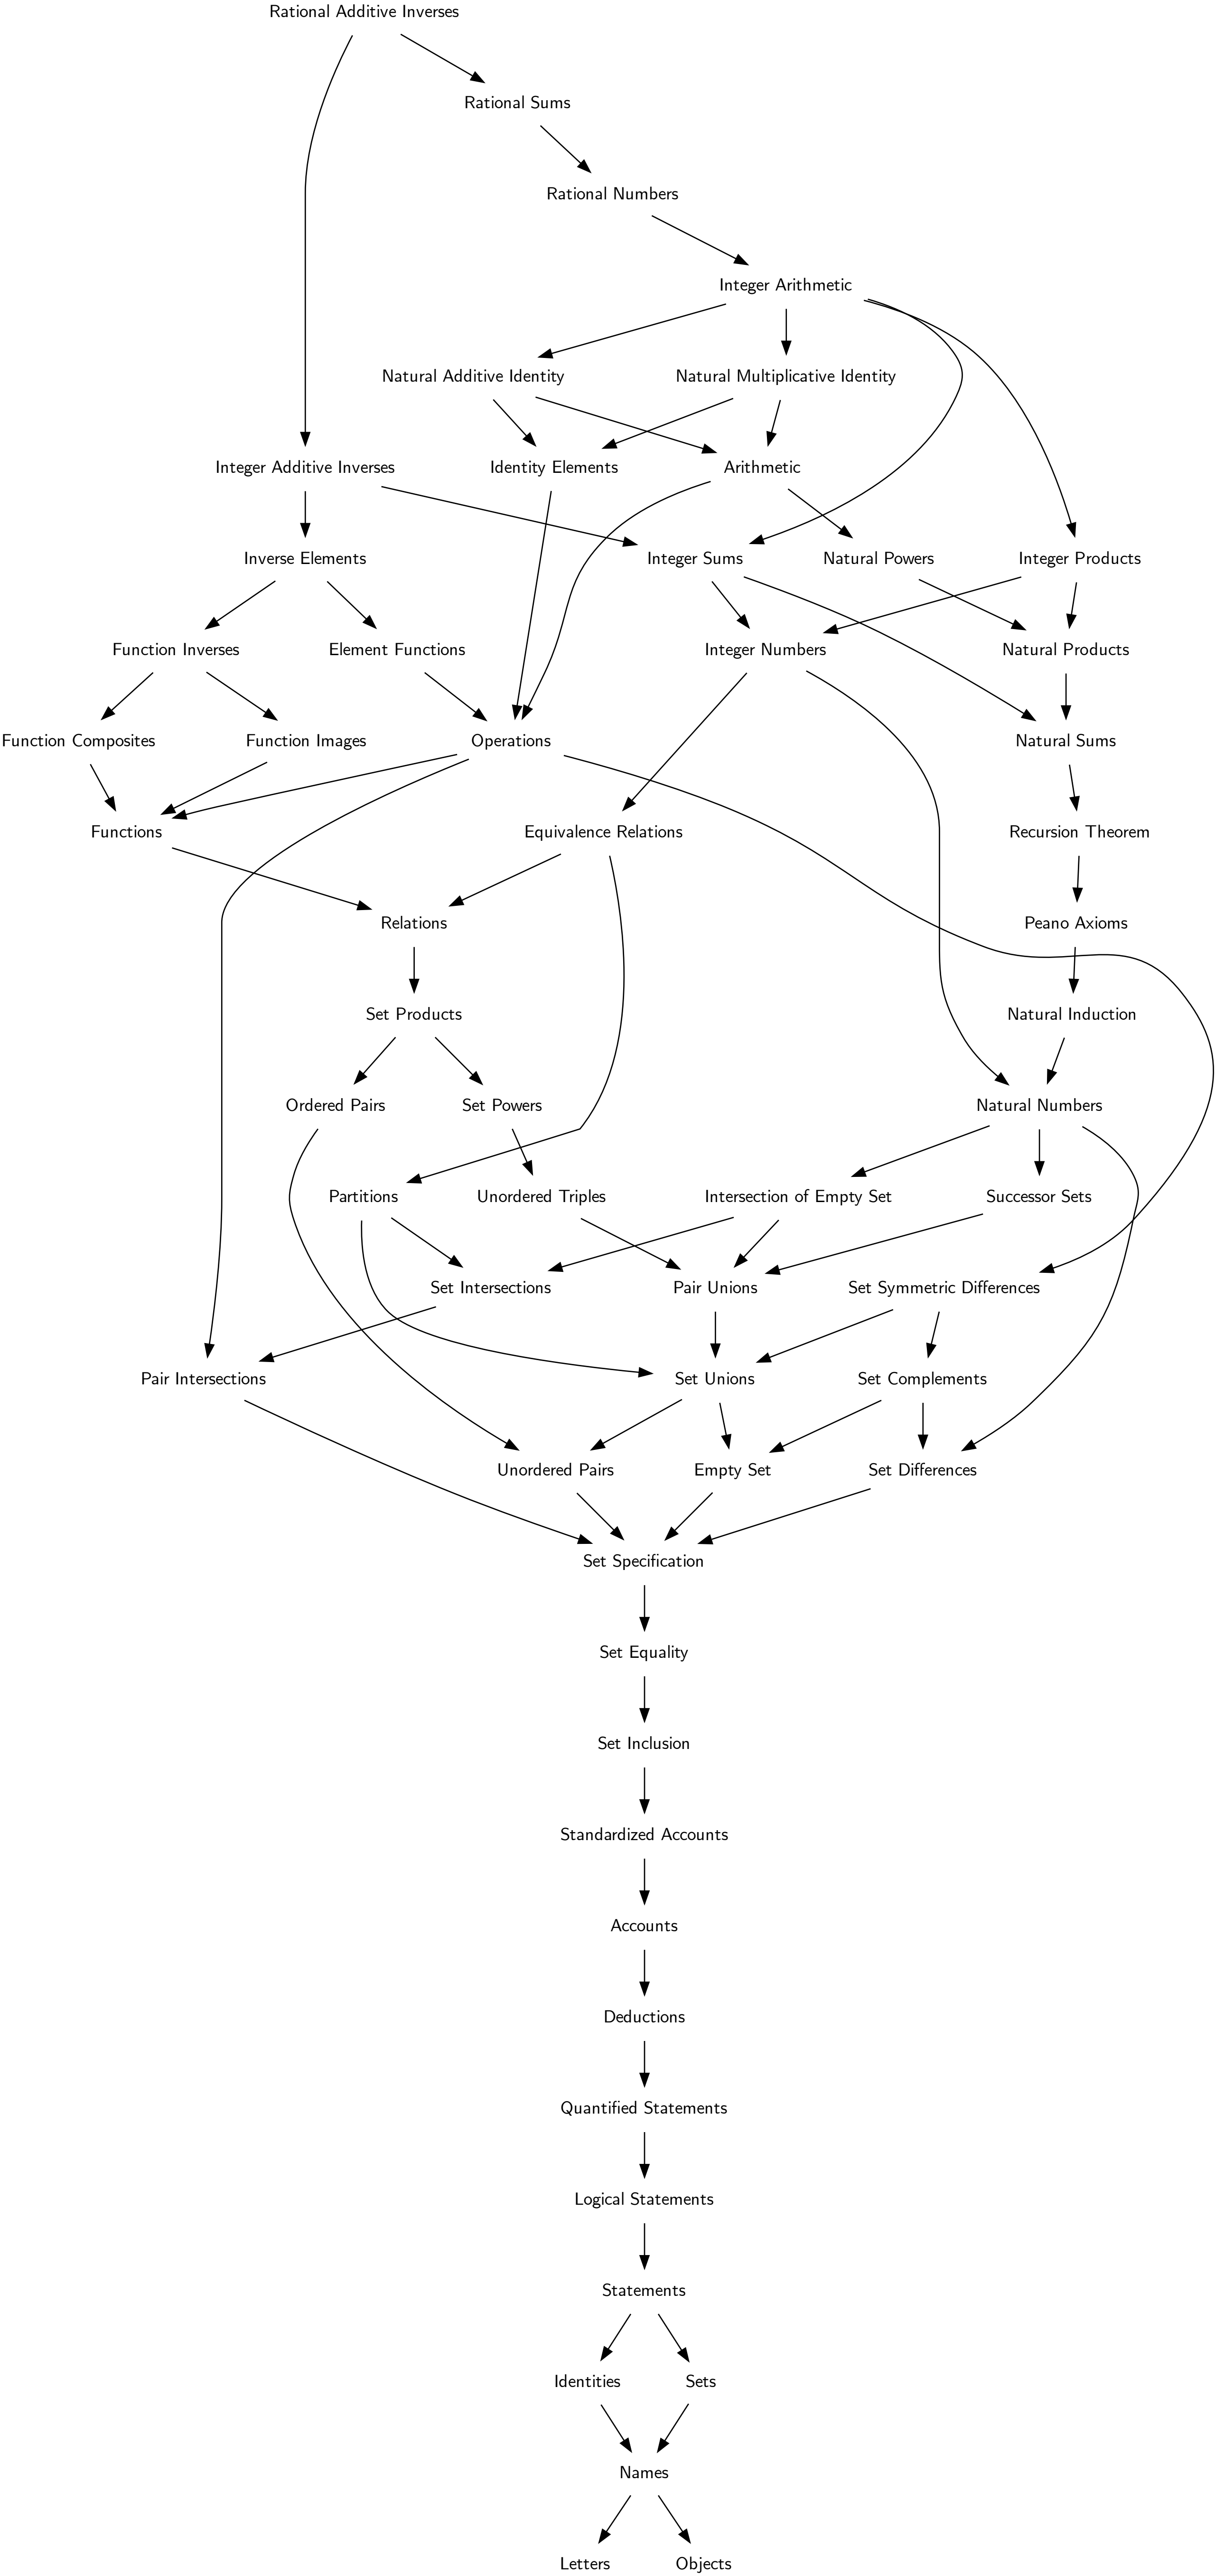 Rational Additive Inverses
Rational Sums
Rational Numbers
Integer Arithmetic
Natural Additive Identity
Natural Multiplicative Identity
Integer Additive Inverses
Identity Elements
Arithmetic
Inverse Elements
Integer Sums
Natural Powers
Integer Products
Function Inverses
Element Functions
Integer Numbers
Natural Products
Function Composites
Function Images
Operations
Natural Sums
Functions
Equivalence Relations
Recursion Theorem
Relations
Peano Axioms
Set Products
Natural Induction
Ordered Pairs
Set Powers
Natural Numbers
Partitions
Unordered Triples
Intersection of Empty Set
Successor Sets
Set Intersections
Pair Unions
Set Symmetric Differences
Pair Intersections
Set Unions
Set Complements
Unordered Pairs
Empty Set
Set Differences
Set Specification
Set Equality
Set Inclusion
Standardized Accounts
Accounts
Deductions
Quantified Statements
Logical Statements
Statements
Identities
Sets
Names
Letters
Objects